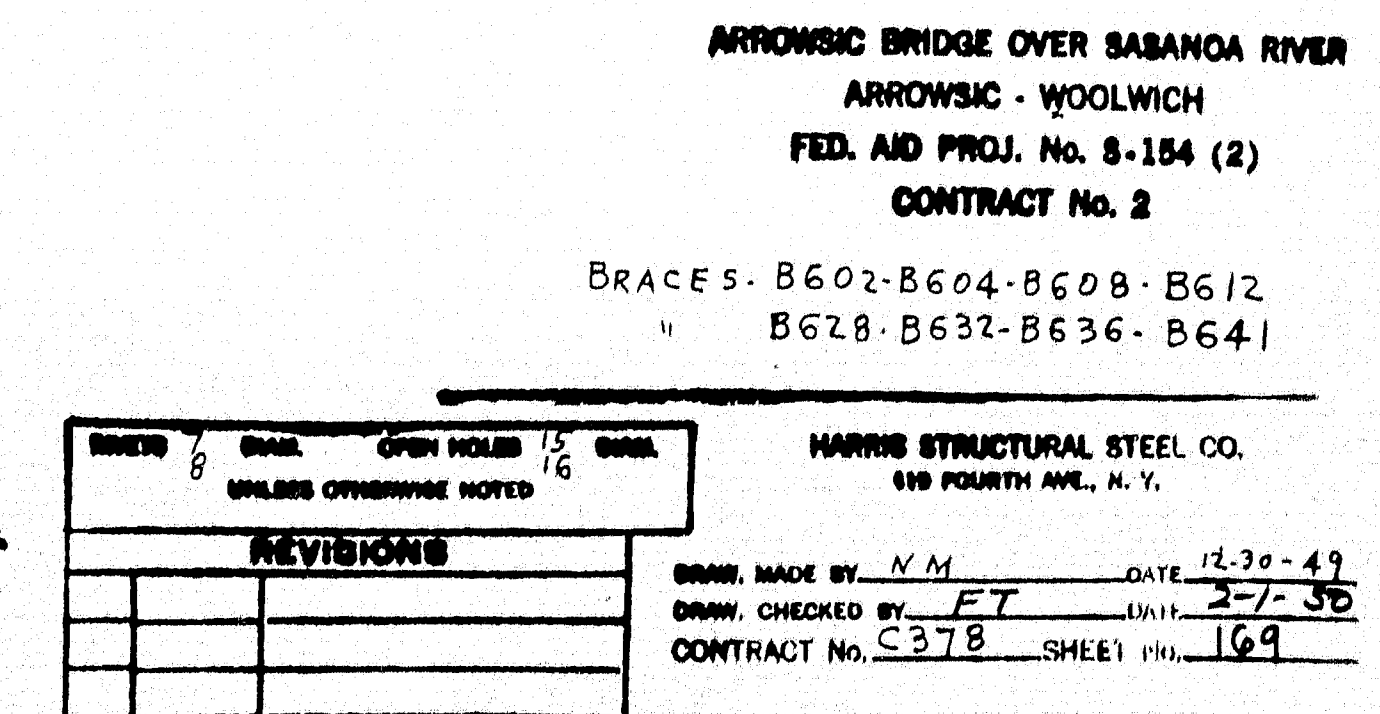 ARROWSIC BRIDGE OVER SASANOA RIVER
ARROWSIC - WOOLWICH
FED. AID PROJ. No. S-154 (2)
CONTRACT No. 2
BRACES. B602-B604-B608-B612
" B628-B632-B636-B641
RIVETS 7/8 DIAM. OPEN HOLES 15/16 DIAM.
UNLESS OTHERWISE NOTED
REVISIONS
HARRIS STRUCTURAL STEEL CO.
FOURTH AVE., N. Y.
DRAW. MADE BY NM DATE 12-30-49
DRAW. CHECKED BY FT DATE 2-1-50
CONTRACT No. C378 SHEET No. 169